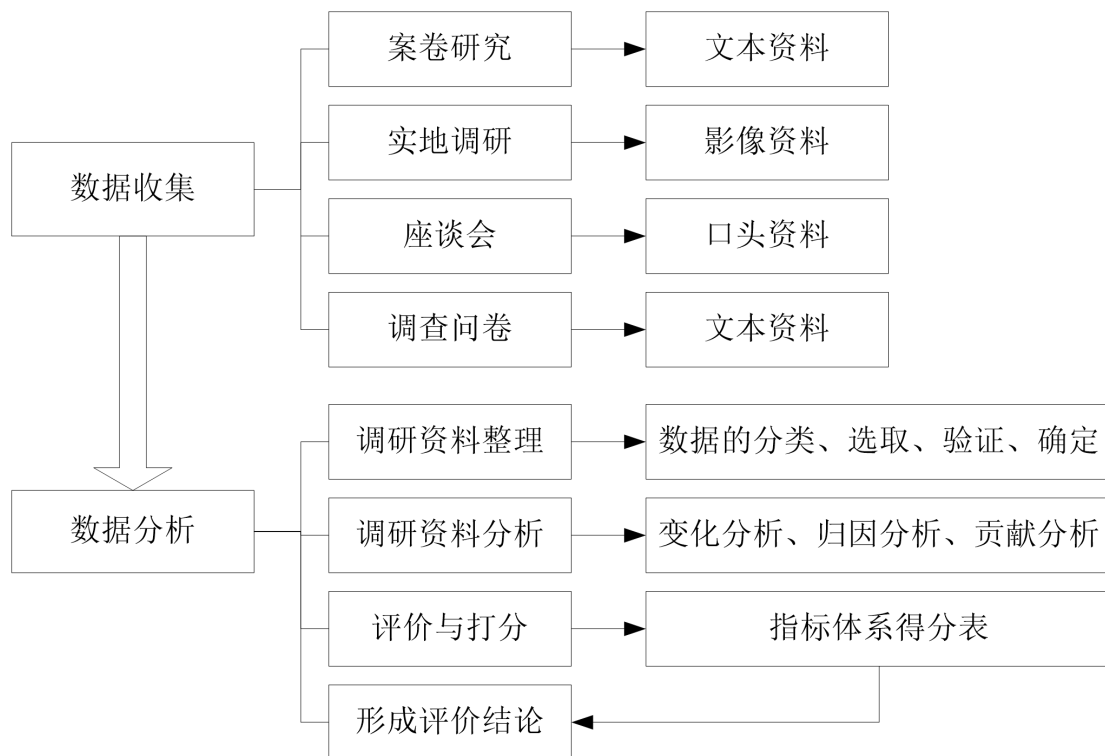 案卷研究
文本资料
实地调研
影像资料
数据收集
座谈会
口头资料
调查问卷
文本资料
调研资料整理
数据的分类、选取、验证、确定
数据分析
调研资料分析
变化分析、归因分析、贡献分析
评价与打分
指标体系得分表
形成评价结论